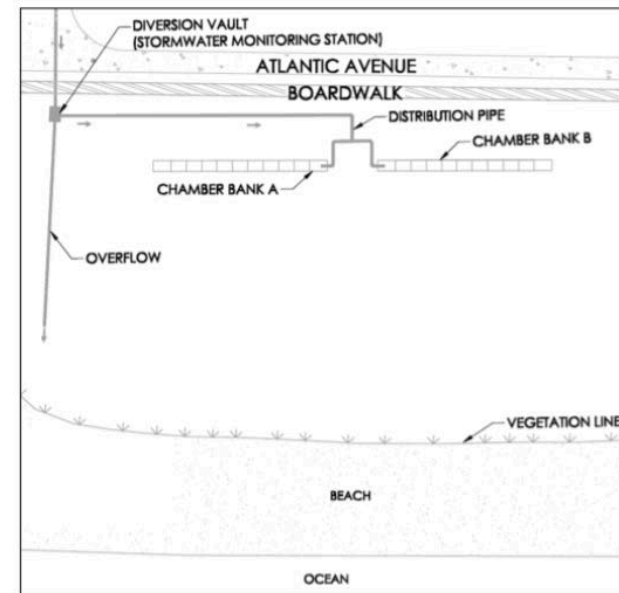 DIVERSION VAULT
(STORMWATER MONITORING STATION)
ATLANTIC AVENUE
BOARDWALK
DISTRIBUTION PIPE
CHAMBER BANK B
CHAMBER BANK A
OVERFLOW
VEGETATION LINE
BEACH
OCEAN